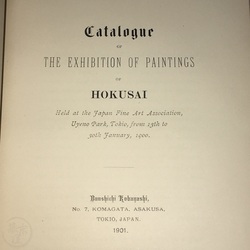 Catalogue
OF
THE EXHIBITION OF PAINTINGS
OF
HOKUSAI
Held at the Japan Fine Art Association,
Uyeno Park, Tokio, from 13th to
30th January, 1900.
Bunshichi Kobayashi,
No. 7, KOMAGATA, ASAKUSA,
TOKIO, JAPAN.
1901.